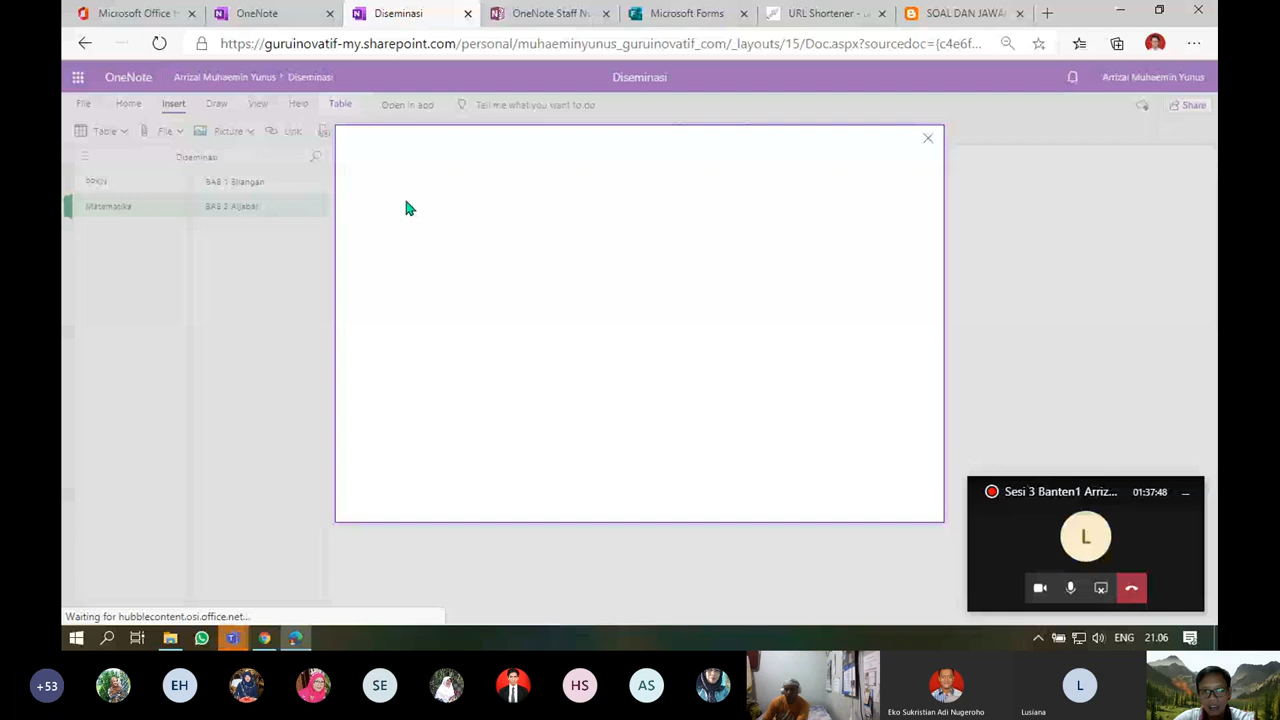 Microsoft Office H
OneNote
Diseminasi
OneNote Staff N
Microsoft Forms
URL Shortener -
SOAL DAN JAWA
https://guruinovatif-my.sharepoint.com/personal/muhaeminyunus_guruinovatif_com/_layouts/15/Doc.aspx?sourcedoc={c4e6f...
OneNote
Arrizal Muhaemin Yunus › Diseminasi
Diseminasi
Arrizal Muhaemin Yunus
File
Home
Insert
Draw
View
Help
Table
Open in app
Tell me what you want to do
Share
Table
File
Picture
Link
Diseminasi
PPKN
BAB 1 Bilangan
Matematika
BAB 2 Aljabar
Sesi 3 Banten1 Arriz...
01:37:48
L
Waiting for hubblecontent.osi.office.net...
ENG
21.06
+53
EH
SE
HS
AS
L
Eko Sukristian Adi Nugeroho
Lusiana